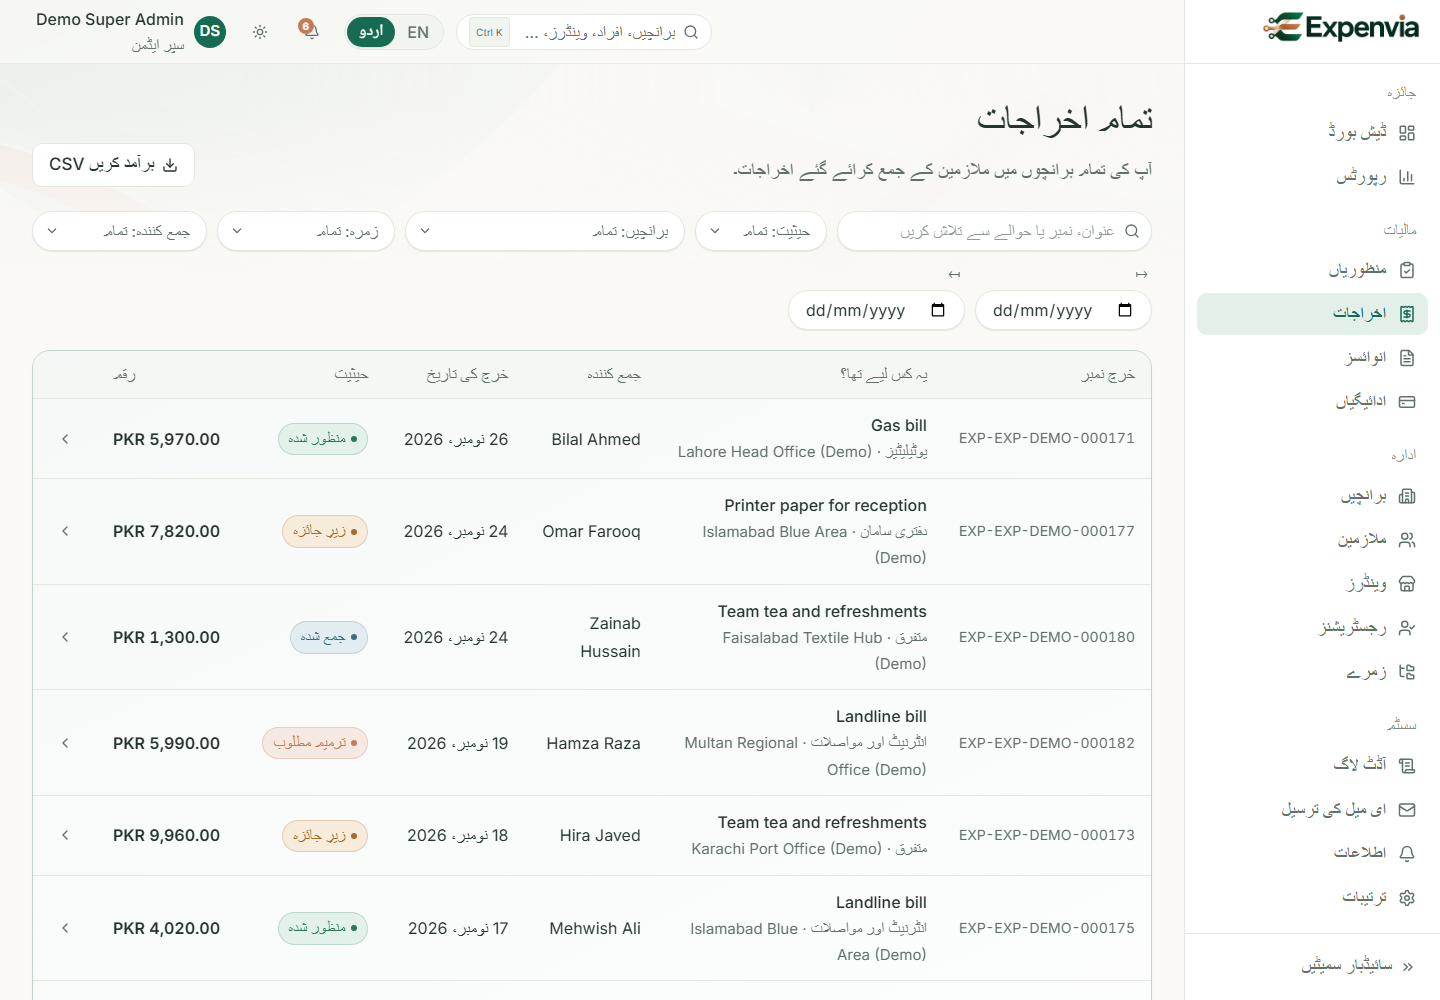 Expenvia
برانچیں، افراد، وینڈرز، ...
Ctrl K
EN
اردو
6
DS
Demo Super Admin
سپر ایڈمن
جائزہ
ڈیش بورڈ
رپورٹس
مالیات
منظوریاں
اخراجات
انوائسز
ادائیگیاں
ادارہ
برانچیں
ملازمین
وینڈرز
رجسٹریشنز
زمرے
سسٹم
آڈٹ لاگ
ای میل کی ترسیل
اطلاعات
ترتیبات
سائیڈبار سمیٹیں
تمام اخراجات
آپ کی تمام برانچوں میں ملازمین کے جمع کرائے گئے اخراجات۔
برآمد کریں CSV
عنوان، نمبر یا حوالے سے تلاش کریں
حیثیت: تمام
برانچیں: تمام
زمرہ: تمام
جمع کنندہ: تمام
↦
↤
dd/mm/yyyy
dd/mm/yyyy
خرچ نمبر
یہ کس لیے تھا؟
جمع کنندہ
خرچ کی تاریخ
حیثیت
رقم
EXP-EXP-DEMO-000171
Gas bill
یوٹیلیٹیز · Lahore Head Office (Demo)
Bilal Ahmed
26 نومبر، 2026
منظور شدہ
PKR 5,970.00
EXP-EXP-DEMO-000177
Printer paper for reception
دفتری سامان · Islamabad Blue Area
(Demo)
Omar Farooq
24 نومبر، 2026
زیرِ جائزہ
PKR 7,820.00
EXP-EXP-DEMO-000180
Team tea and refreshments
متفرق · Faisalabad Textile Hub
(Demo)
Zainab
Hussain
24 نومبر، 2026
جمع شدہ
PKR 1,300.00
EXP-EXP-DEMO-000182
Landline bill
انٹرنیٹ اور مواصلات · Multan Regional
Office (Demo)
Hamza Raza
19 نومبر، 2026
ترمیم مطلوب
PKR 5,990.00
EXP-EXP-DEMO-000173
Team tea and refreshments
متفرق · Karachi Port Office (Demo)
Hira Javed
18 نومبر، 2026
زیرِ جائزہ
PKR 9,960.00
EXP-EXP-DEMO-000175
Landline bill
انٹرنیٹ اور مواصلات · Islamabad Blue
Area (Demo)
Mehwish Ali
17 نومبر، 2026
منظور شدہ
PKR 4,020.00